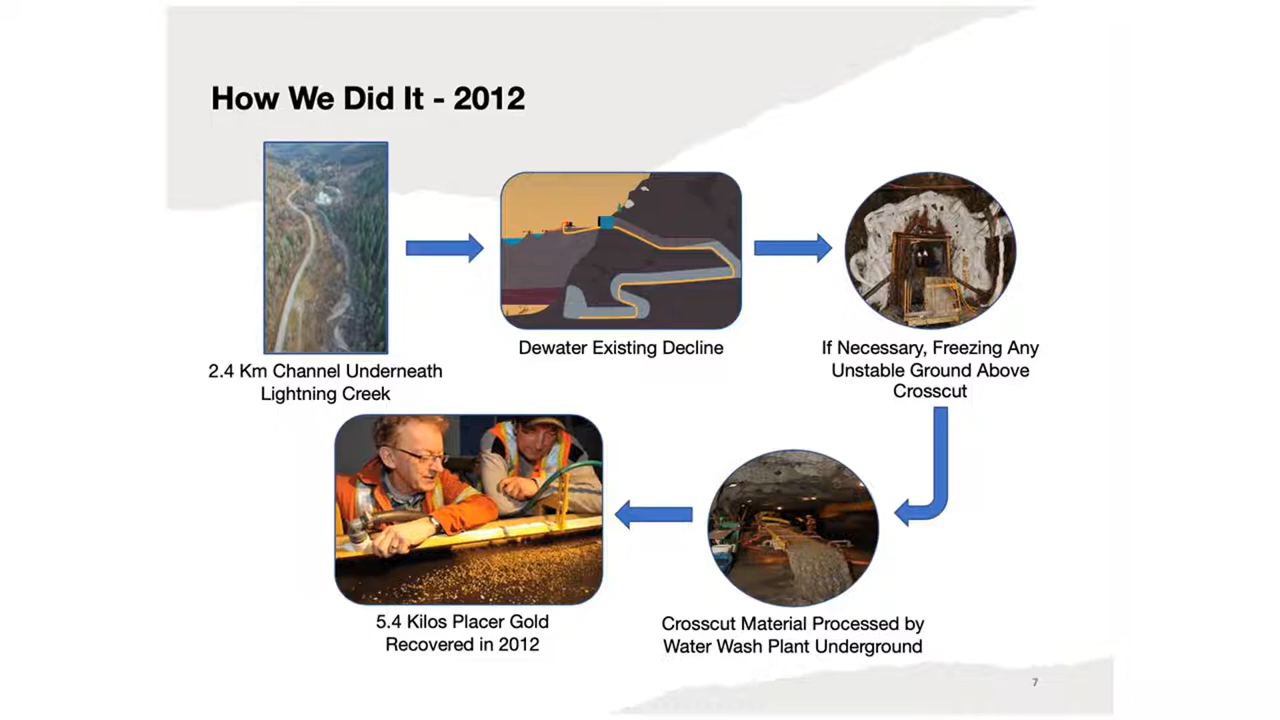 How We Did It - 2012
2.4 Km Channel Underneath
Lightning Creek
Dewater Existing Decline
If Necessary, Freezing Any
Unstable Ground Above
Crosscut
Crosscut Material Processed by
Water Wash Plant Underground
5.4 Kilos Placer Gold
Recovered in 2012
7